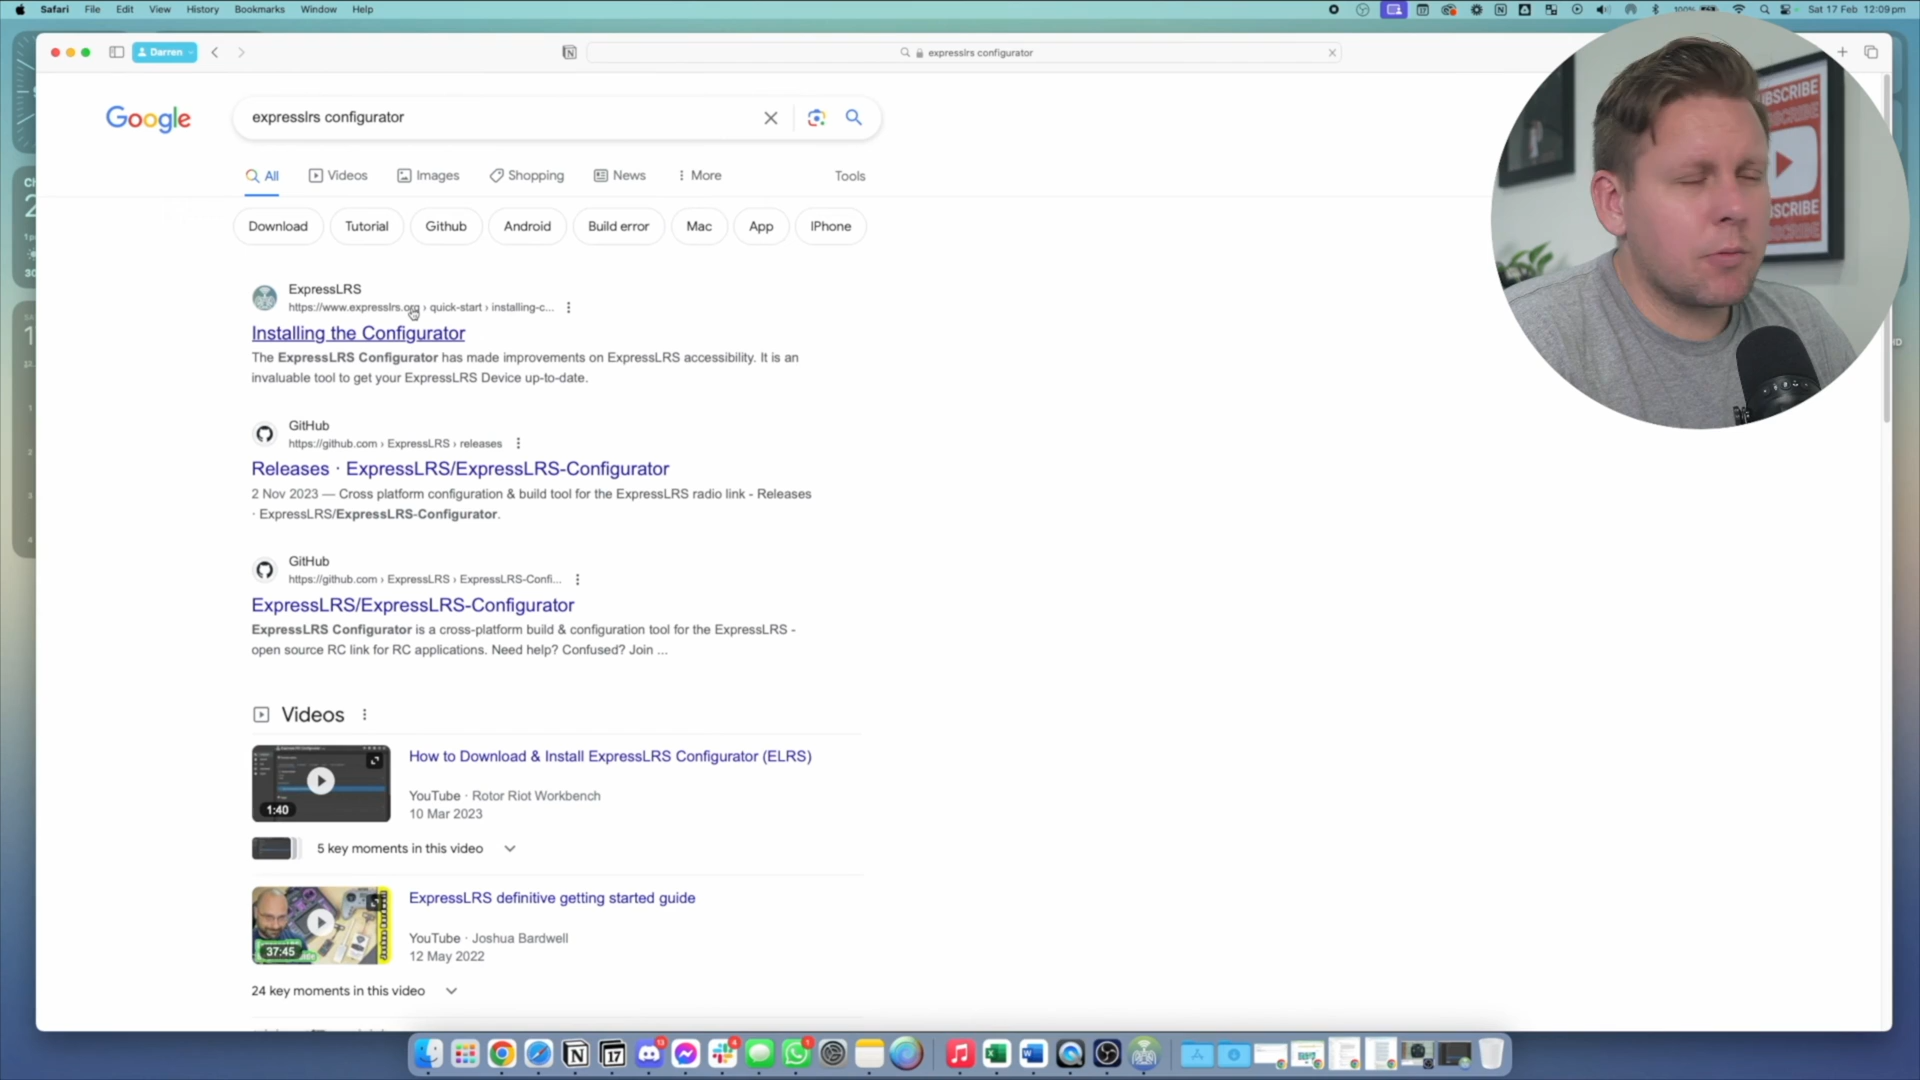 Safari File Edit View History Bookmarks Window Help
100% Sat 17 Feb 12:09pm
Darren
expresslrs configurator
Google
expresslrs configurator
All Videos Images Shopping News More Tools
Download Tutorial Github Android Build error Mac App IPhone
ExpressLRS
https://www.expresslrs.org › quick-start › installing-c...
Installing the Configurator
The ExpressLRS Configurator has made improvements on ExpressLRS accessibility. It is an
invaluable tool to get your ExpressLRS Device up-to-date.
GitHub
https://github.com › ExpressLRS › releases
Releases · ExpressLRS/ExpressLRS-Configurator
2 Nov 2023 — Cross platform configuration & build tool for the ExpressLRS radio link - Releases
· ExpressLRS/ExpressLRS-Configurator.
GitHub
https://github.com › ExpressLRS › ExpressLRS-Confi...
ExpressLRS/ExpressLRS-Configurator
ExpressLRS Configurator is a cross-platform build & configuration tool for the ExpressLRS -
open source RC link for RC applications. Need help? Confused? Join ...
Videos
How to Download & Install ExpressLRS Configurator (ELRS)
YouTube · Rotor Riot Workbench
10 Mar 2023
1:40
5 key moments in this video
ExpressLRS definitive getting started guide
YouTube · Joshua Bardwell
12 May 2022
37:45
24 key moments in this video
SUBSCRIBE
SUBSCRIBE
17